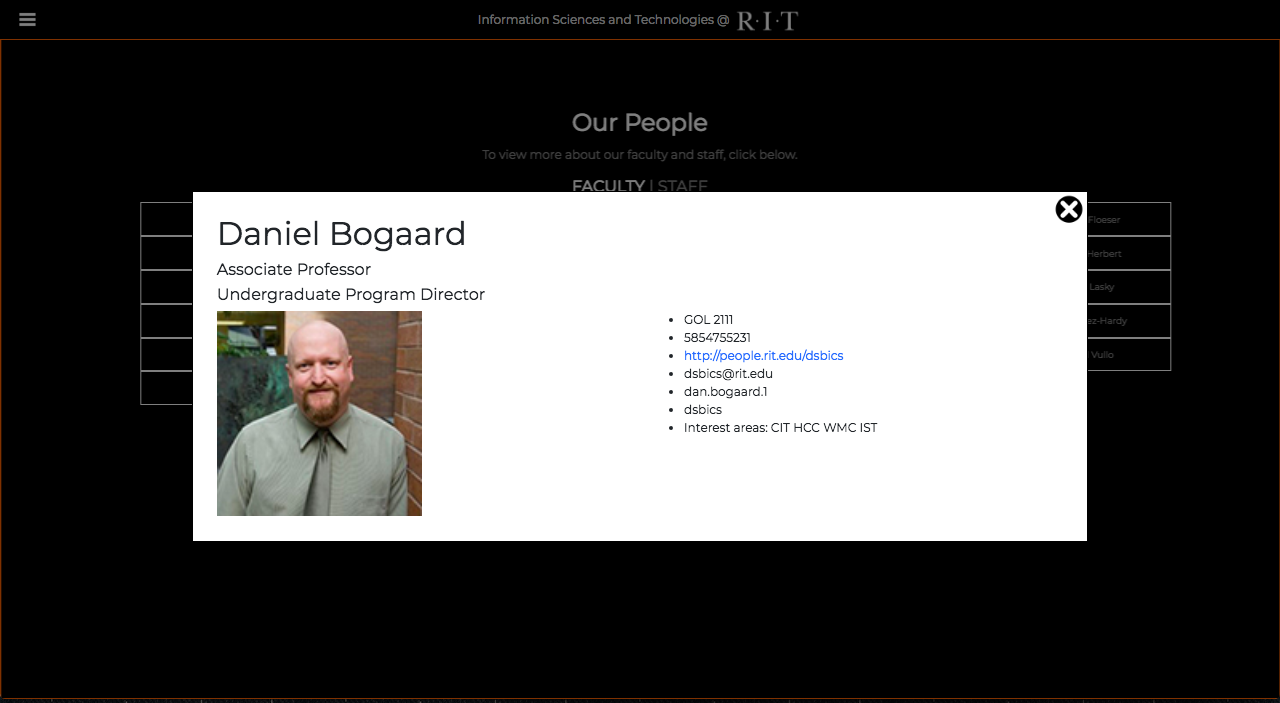 Information Sciences and Technologies @ R·I·T
Our People
To view more about our faculty and staff, click below.
FACULTY | STAFF
Floeser
Herbert
Lasky
ez-Hardy
Vullo
Daniel Bogaard
Associate Professor
Undergraduate Program Director
GOL 2111
5854755231
http://people.rit.edu/dsbics
dsbics@rit.edu
dan.bogaard.1
dsbics
Interest areas: CIT HCC WMC IST